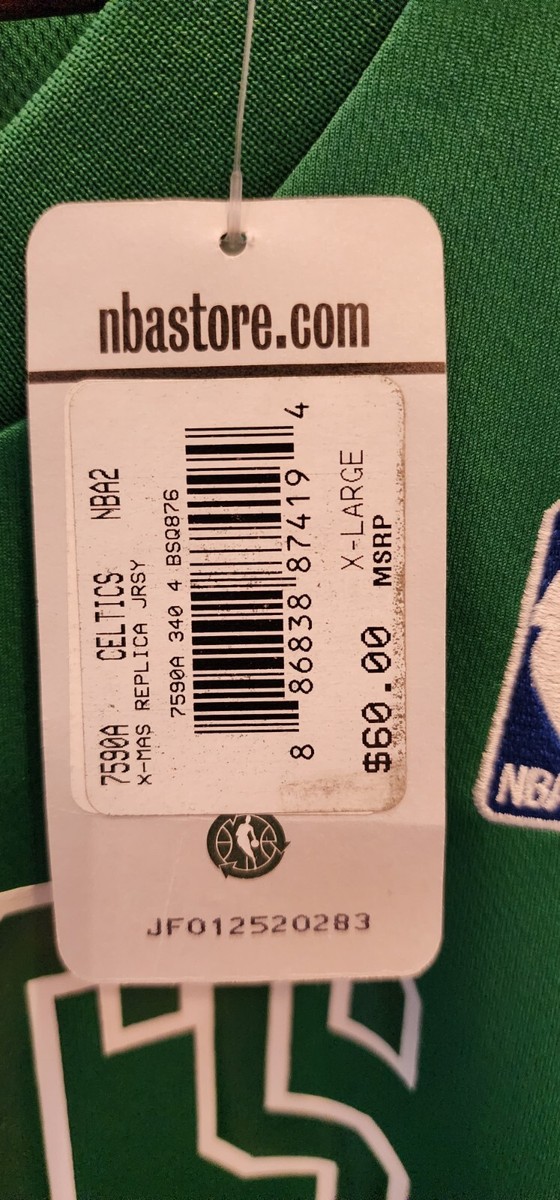 nbastore.com
7590A CELTICS NBA2
X-MAS REPLICA JRSY
7590A 340 4 BSQ876
8 86838 87419 4
X-LARGE
$60.00 MSRP
JF012520283
NBA